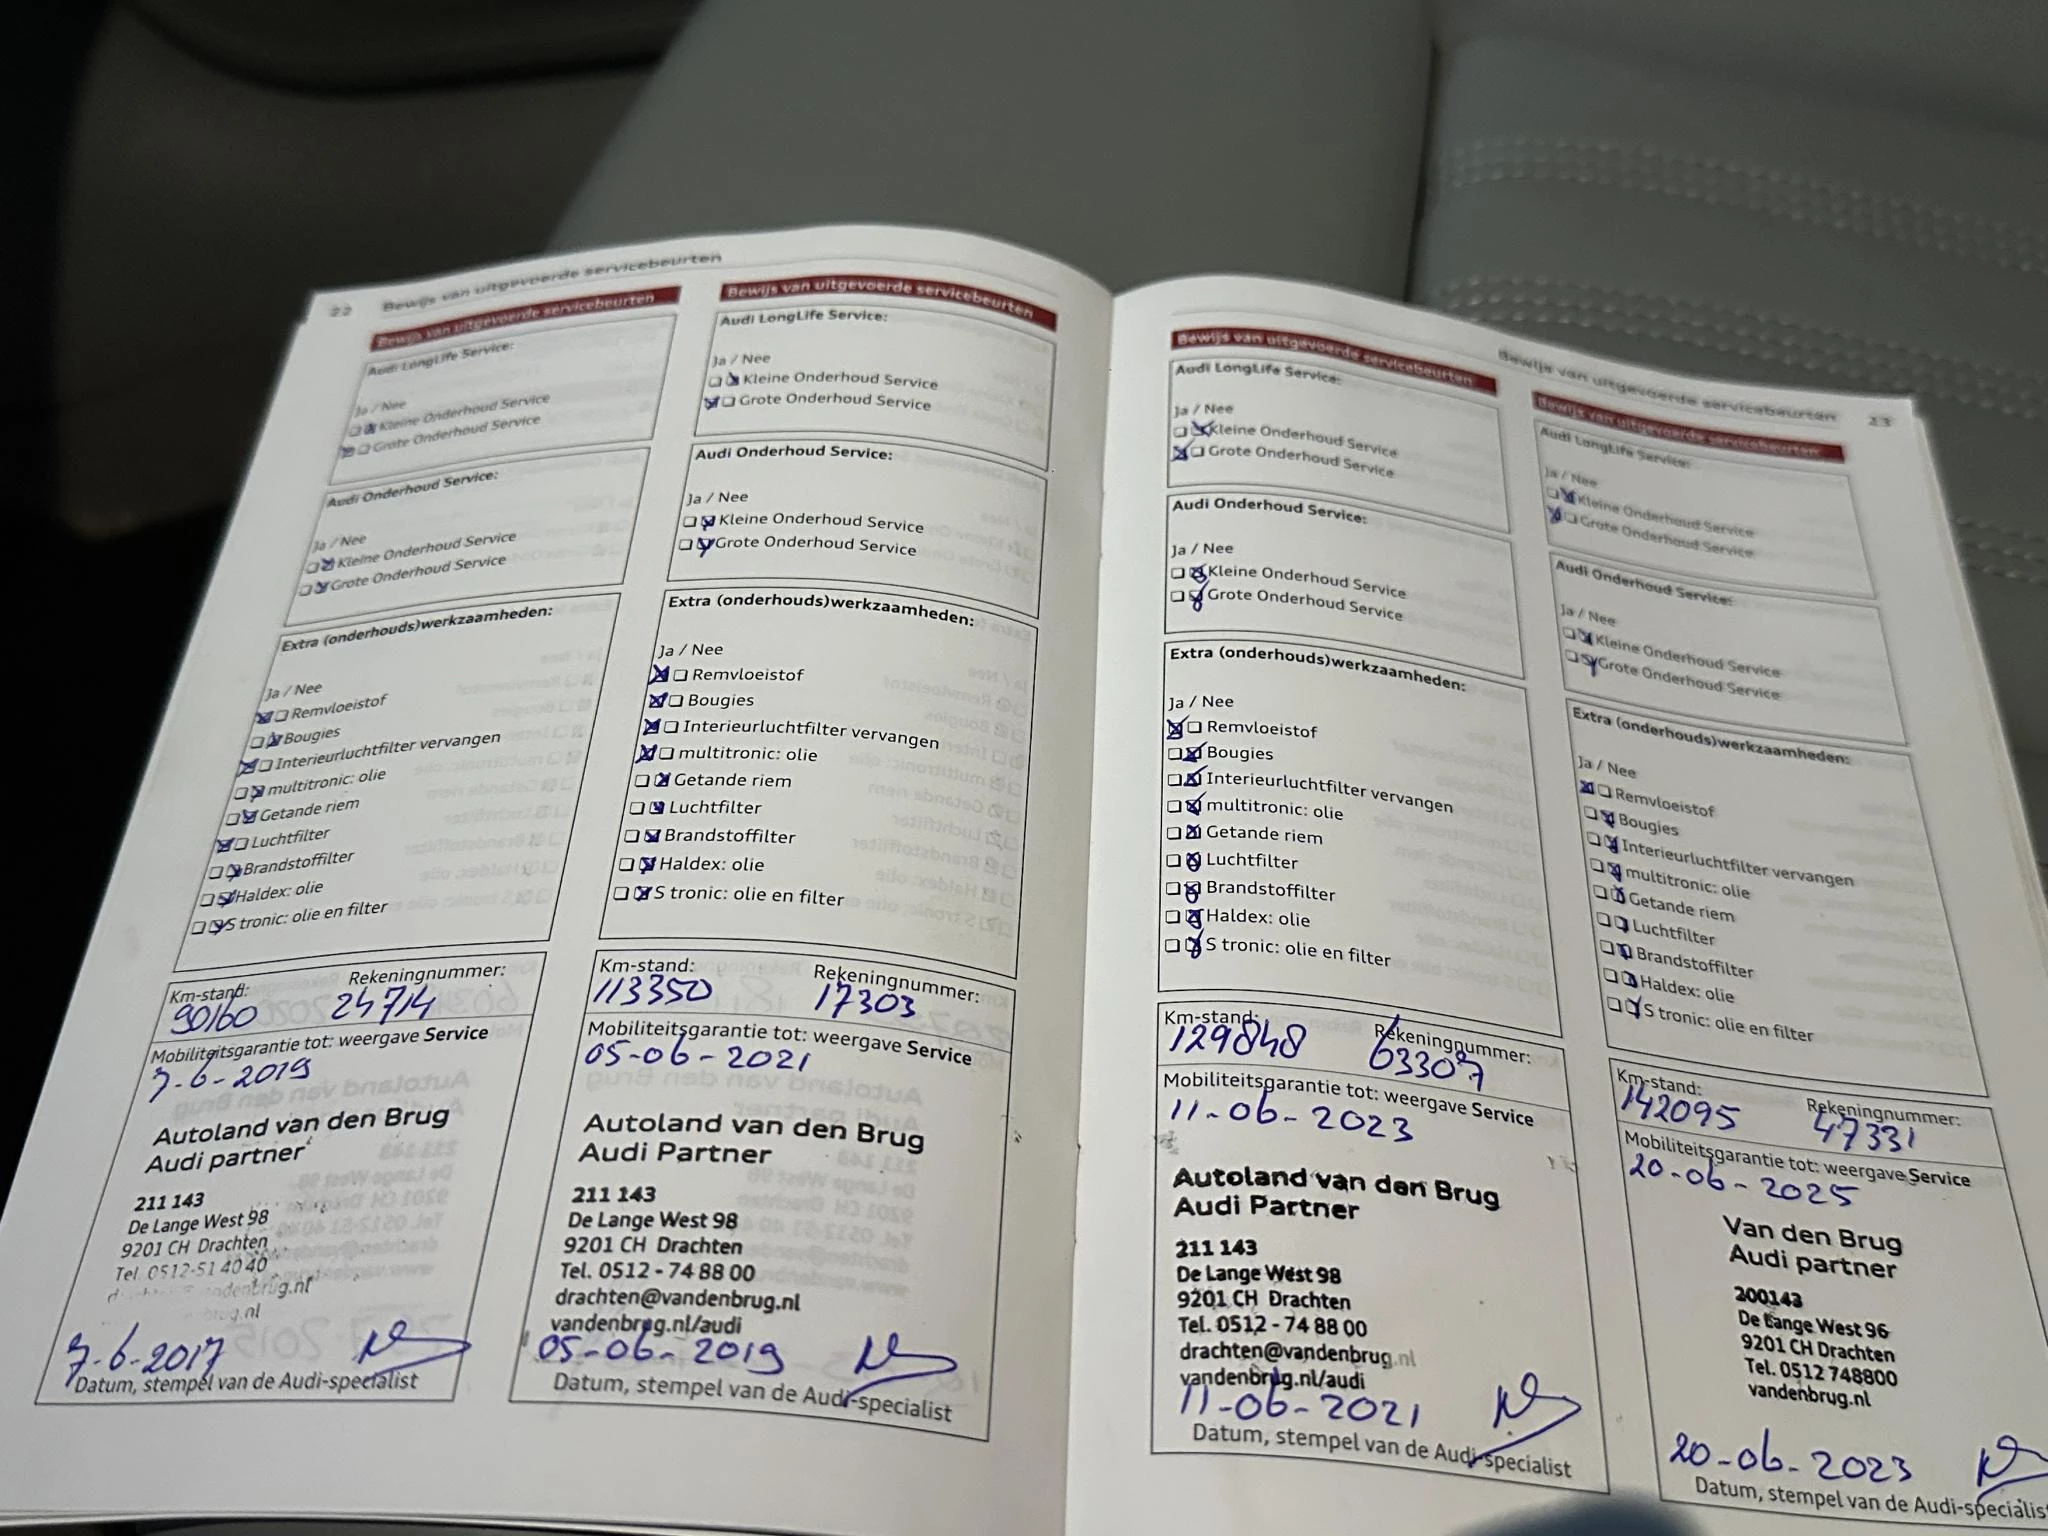 22 Bewijs van uitgevoerde servicebeurten
Bewijs van uitgevoerde servicebeurten
Audi LongLife Service:
Ja / Nee
Kleine Onderhoud Service
Grote Onderhoud Service
Audi Onderhoud Service:
Ja / Nee
Kleine Onderhoud Service
Grote Onderhoud Service
Extra (onderhouds)werkzaamheden:
Ja / Nee
Remvloeistof
Bougies
Interieurluchtfilter vervangen
multitronic: olie
Getande riem
Luchtfilter
Brandstoffilter
Haldex: olie
S tronic: olie en filter
Km-stand: Rekeningnummer:
90160 24714
Mobiliteitsgarantie tot: weergave Service
7-6-2019
Autoland van den Brug
Audi partner
211 143
De Lange West 98
9201 CH Drachten
Tel. 0512-51 40 40
7-6-2017
Datum, stempel van de Audi-specialist
Bewijs van uitgevoerde servicebeurten
Audi LongLife Service:
Ja / Nee
Kleine Onderhoud Service
Grote Onderhoud Service
Audi Onderhoud Service:
Ja / Nee
Kleine Onderhoud Service
Grote Onderhoud Service
Extra (onderhouds)werkzaamheden:
Ja / Nee
Remvloeistof
Bougies
Interieurluchtfilter vervangen
multitronic: olie
Getande riem
Luchtfilter
Brandstoffilter
Haldex: olie
S tronic: olie en filter
Km-stand: Rekeningnummer:
113350 17303
Mobiliteitsgarantie tot: weergave Service
05-06-2021
Autoland van den Brug
Audi Partner
211 143
De Lange West 98
9201 CH Drachten
Tel. 0512 - 74 88 00
drachten@vandenbrug.nl
vandenbrug.nl/audi
05-06-2019
Datum, stempel van de Audi-specialist
Bewijs van uitgevoerde servicebeurten 23
Bewijs van uitgevoerde servicebeurten
Audi LongLife Service:
Ja / Nee
Kleine Onderhoud Service
Grote Onderhoud Service
Audi Onderhoud Service:
Ja / Nee
Kleine Onderhoud Service
Grote Onderhoud Service
Extra (onderhouds)werkzaamheden:
Ja / Nee
Remvloeistof
Bougies
Interieurluchtfilter vervangen
multitronic: olie
Getande riem
Luchtfilter
Brandstoffilter
Haldex: olie
S tronic: olie en filter
Km-stand: Rekeningnummer:
129848 63307
Mobiliteitsgarantie tot: weergave Service
11-06-2023
Autoland van den Brug
Audi Partner
211 143
De Lange West 98
9201 CH Drachten
Tel. 0512 - 74 88 00
drachten@vandenbrug.nl
vandenbrug.nl/audi
11-06-2021
Datum, stempel van de Audi-specialist
Bewijs van uitgevoerde servicebeurten
Audi LongLife Service:
Ja / Nee
Kleine Onderhoud Service
Grote Onderhoud Service
Audi Onderhoud Service:
Ja / Nee
Kleine Onderhoud Service
Grote Onderhoud Service
Extra (onderhouds)werkzaamheden:
Ja / Nee
Remvloeistof
Bougies
Interieurluchtfilter vervangen
multitronic: olie
Getande riem
Luchtfilter
Brandstoffilter
Haldex: olie
S tronic: olie en filter
Km-stand: Rekeningnummer:
142095 47331
Mobiliteitsgarantie tot: weergave Service
20-06-2025
Van den Brug
Audi partner
200143
De Lange West 96
9201 CH Drachten
Tel. 0512 748800
vandenbrug.nl
20-06-2023
Datum, stempel van de Audi-specialist